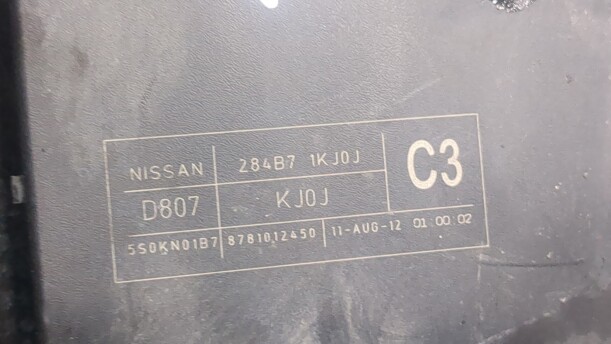 NISSAN 284B7 1KJ0J C3
D807 KJ0J
5S0KN01B7 8781012450 11-AUG-12 01:00:02